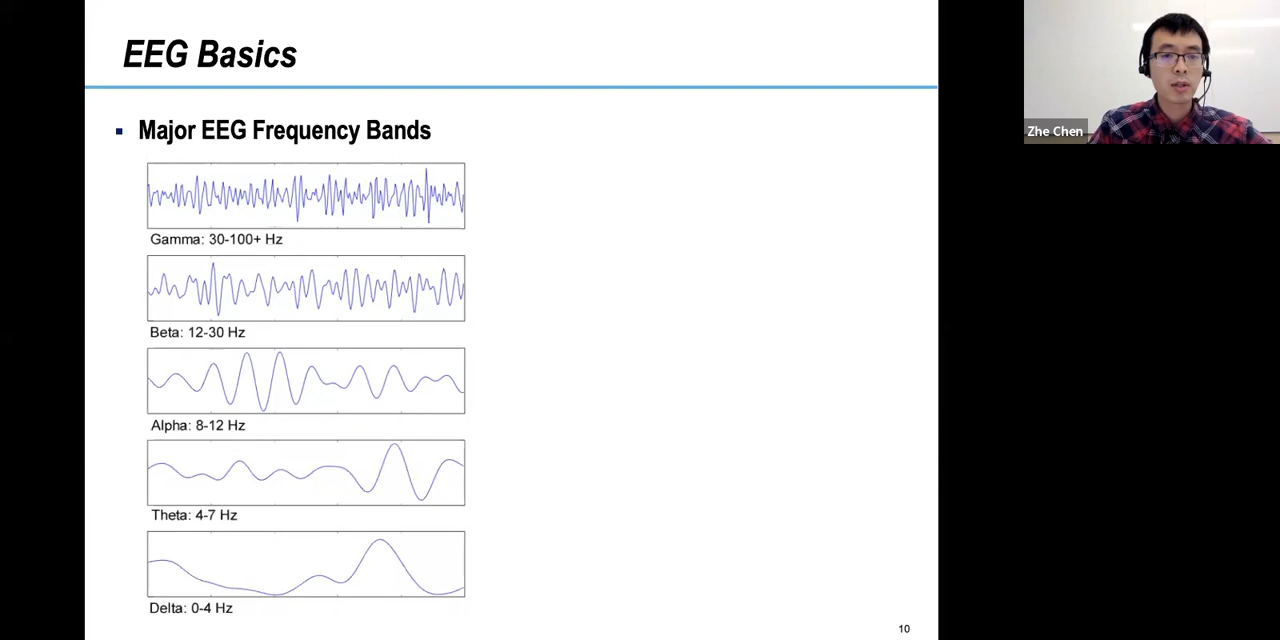 EEG Basics
Major EEG Frequency Bands
Gamma: 30-100+ Hz
Beta: 12-30 Hz
Alpha: 8-12 Hz
Theta: 4-7 Hz
Delta: 0-4 Hz
10
Zhe Chen